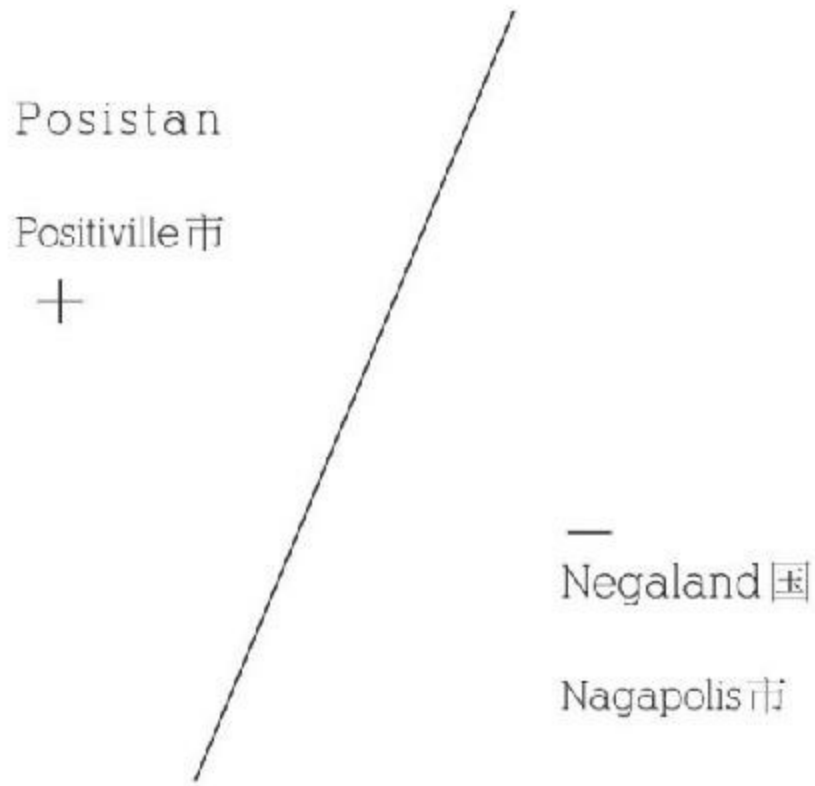 Posistan
Positiville市
+
−
Negaland国
Nagapolis市